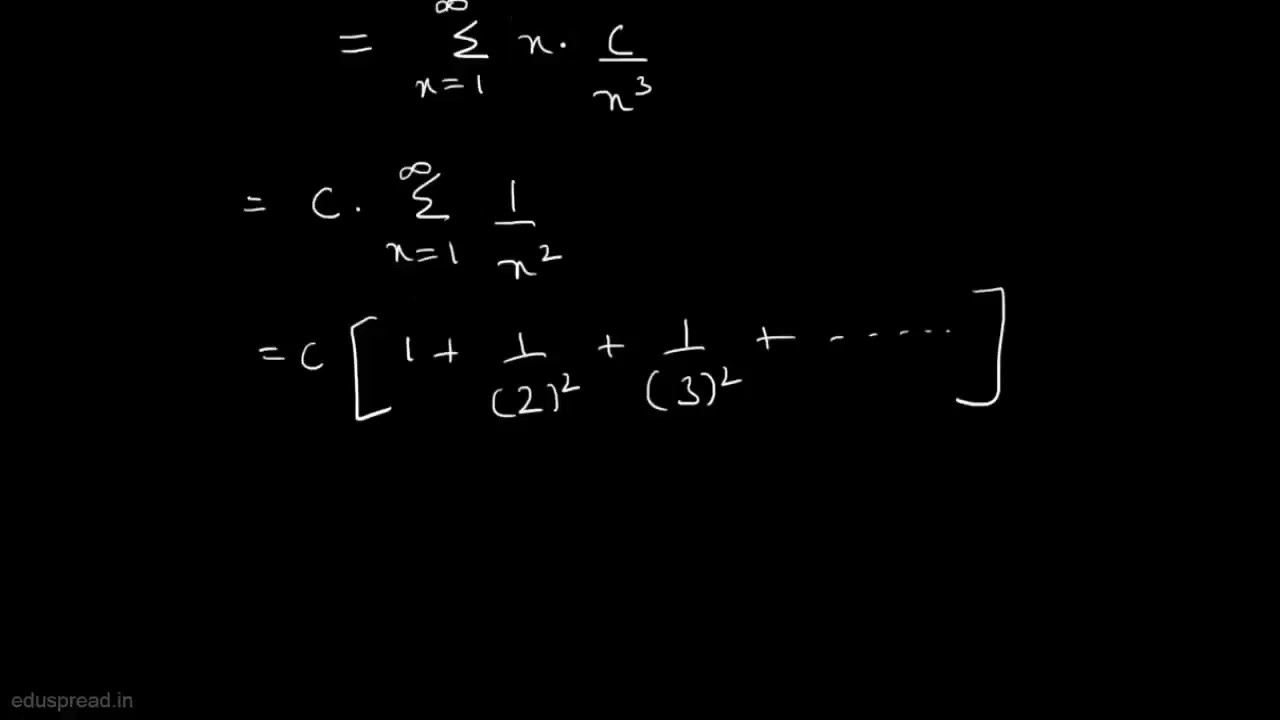 = ∞ Σ x=1 x · c/x³
= c · ∞ Σ x=1 1/x²
= c [ 1 + 1/(2)² + 1/(3)² + ...... ]
eduspread.in